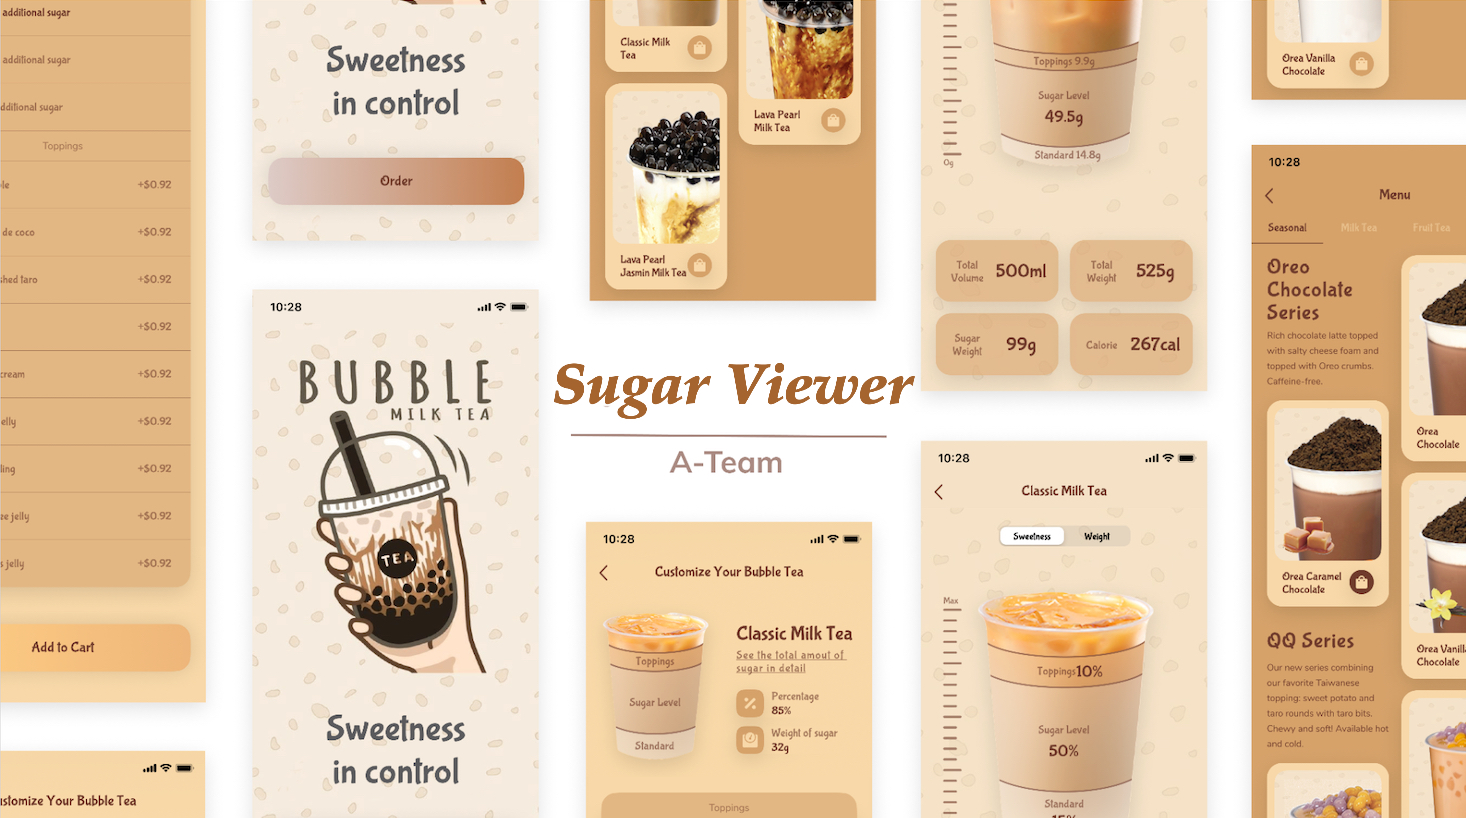 additional sugar
additional sugar
additional sugar
Toppings
+$0.92
de coco
+$0.92
taro
+$0.92
+$0.92
cream
+$0.92
+$0.92
+$0.92
jelly
+$0.92
jelly
+$0.92
Add to Cart
Customize Your Bubble Tea
Sweetness
in control
Order
10:28
BUBBLE
MILK TEA
TEA
Sweetness
in control
Classic Milk
Tea
Lava Pearl
Milk Tea
Lava Pearl
Jasmin Milk Tea
Sugar Viewer
A-Team
10:28
Customize Your Bubble Tea
Toppings
Sugar Level
Standard
Classic Milk Tea
See the total amout of
sugar in detail
Percentage
85%
Weight of sugar
32g
Toppings
Toppings 9.9g
Sugar Level
49.5g
Standard 14.8g
0g
Total
Volume
500ml
Total
Weight
525g
Sugar
Weight
99g
Calorie
267cal
10:28
Classic Milk Tea
Sweetness
Weight
Max
Toppings10%
Sugar Level
50%
Standard
15%
Orea Vanilla
Chocolate
10:28
Menu
Seasonal
Milk Tea
Fruit Tea
Oreo
Chocolate
Series
Rich chocolate latte topped
with salty cheese foam and
topped with Oreo crumbs.
Caffeine-free.
Orea
Chocolate
Orea Caramel
Chocolate
Orea Vanilla
Chocolate
QQ Series
Our new series combining
our favorite Taiwanese
topping: sweet potato and
taro rounds with taro bits.
Chewy and soft! Available hot
and cold.